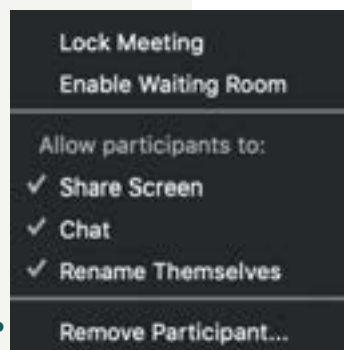 Lock Meeting
Enable Waiting Room
Allow participants to:
✓ Share Screen
✓ Chat
✓ Rename Themselves
Remove Participant...